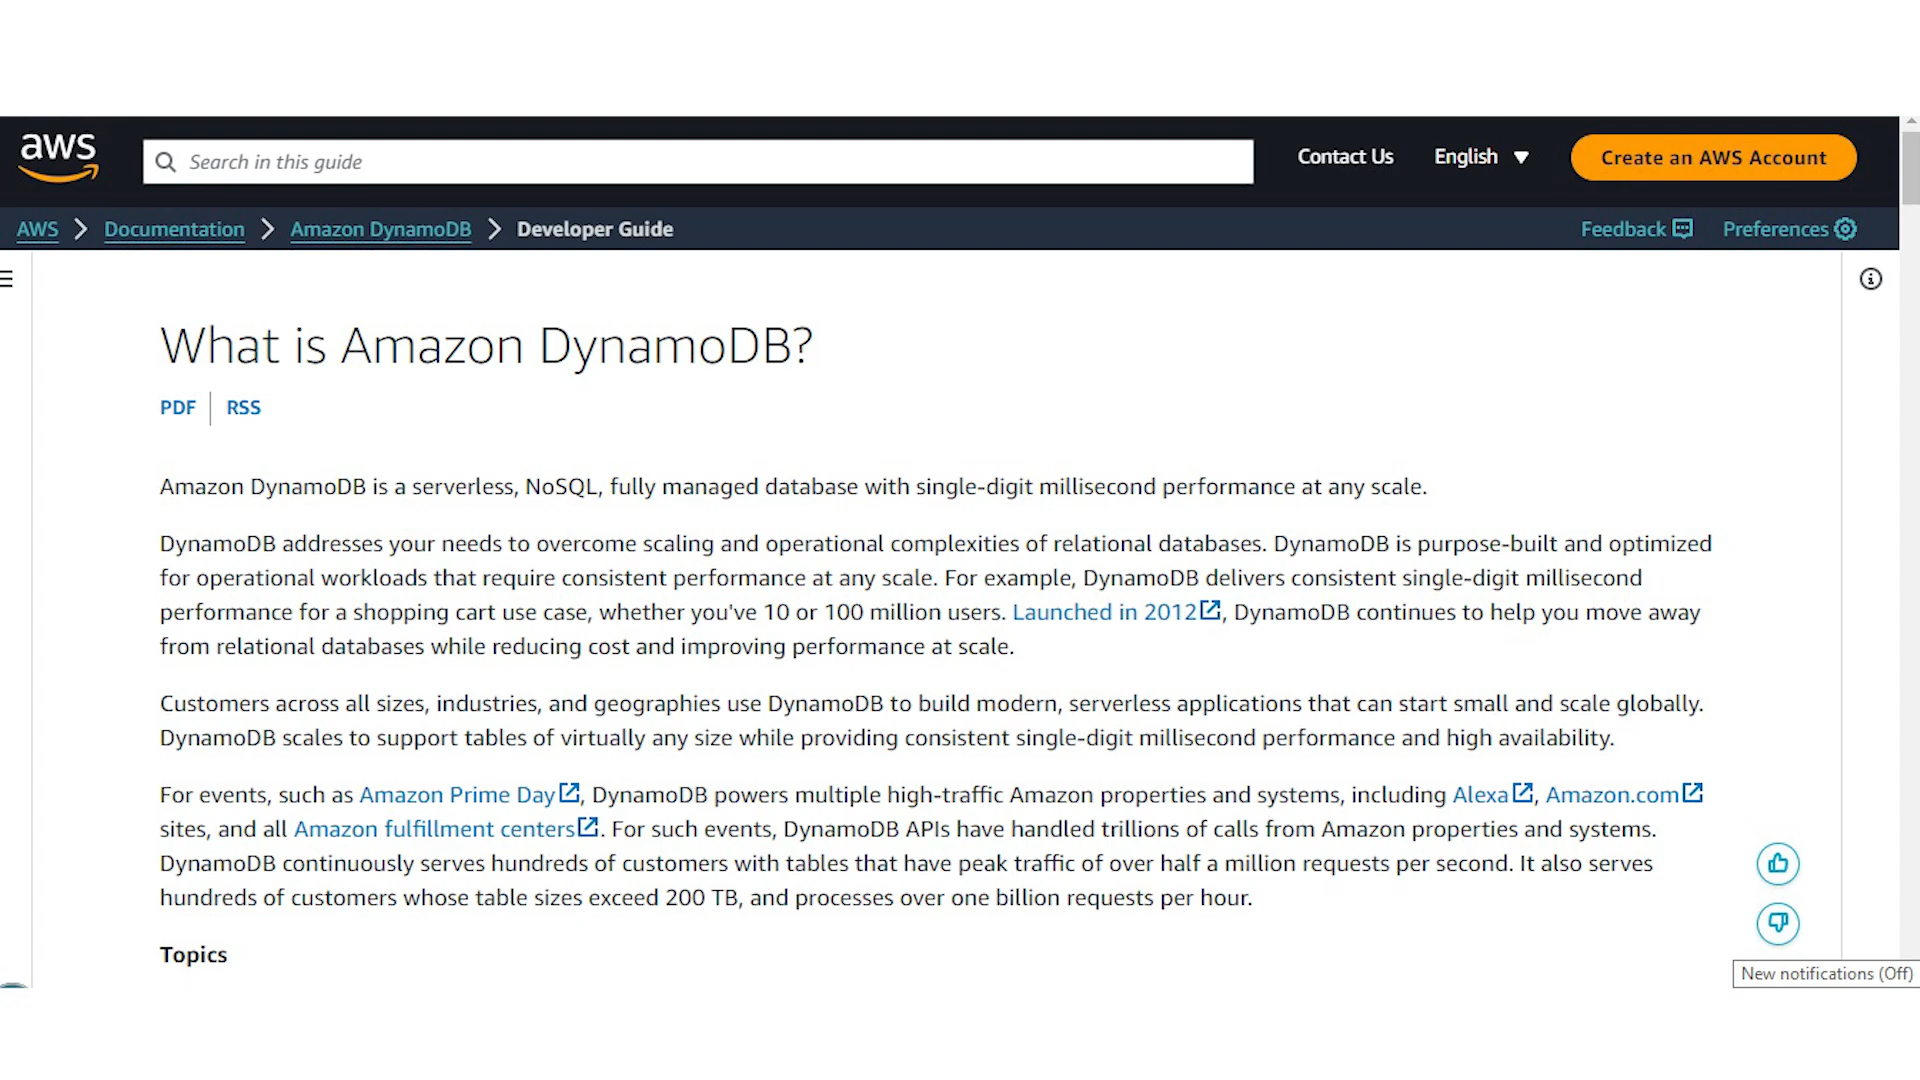 aws
Search in this guide
Contact Us
English
Create an AWS Account
AWS
Documentation
Amazon DynamoDB
Developer Guide
Feedback
Preferences
What is Amazon DynamoDB?
PDF
RSS
Amazon DynamoDB is a serverless, NoSQL, fully managed database with single-digit millisecond performance at any scale.
DynamoDB addresses your needs to overcome scaling and operational complexities of relational databases. DynamoDB is purpose-built and optimized
for operational workloads that require consistent performance at any scale. For example, DynamoDB delivers consistent single-digit millisecond
performance for a shopping cart use case, whether you've 10 or 100 million users. Launched in 2012, DynamoDB continues to help you move away
from relational databases while reducing cost and improving performance at scale.
Customers across all sizes, industries, and geographies use DynamoDB to build modern, serverless applications that can start small and scale globally.
DynamoDB scales to support tables of virtually any size while providing consistent single-digit millisecond performance and high availability.
For events, such as Amazon Prime Day, DynamoDB powers multiple high-traffic Amazon properties and systems, including Alexa, Amazon.com
sites, and all Amazon fulfillment centers. For such events, DynamoDB APIs have handled trillions of calls from Amazon properties and systems.
DynamoDB continuously serves hundreds of customers with tables that have peak traffic of over half a million requests per second. It also serves
hundreds of customers whose table sizes exceed 200 TB, and processes over one billion requests per hour.
Topics
New notifications (Off)